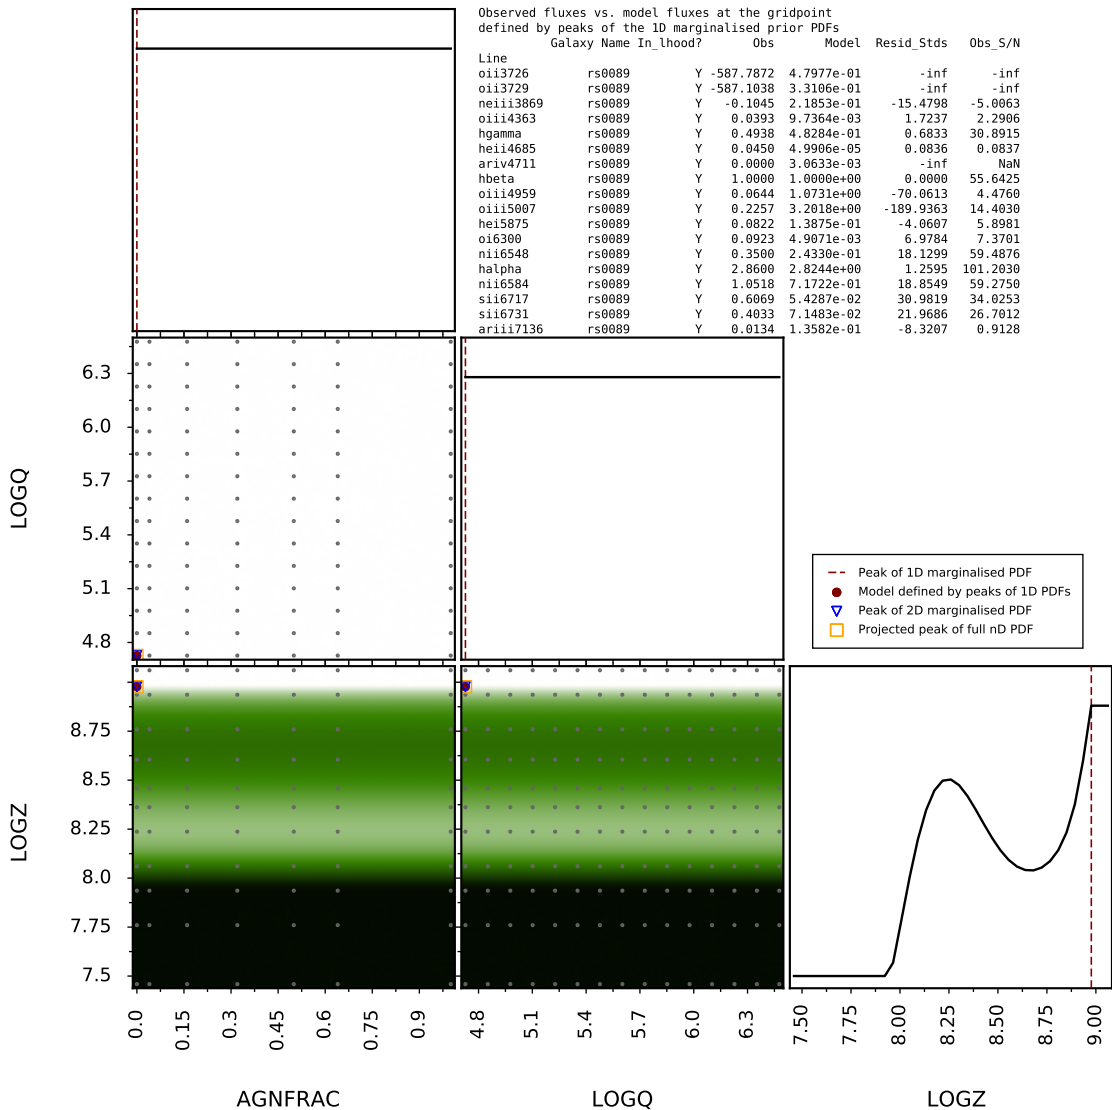 Observed fluxes vs. model fluxes at the gridpoint
defined by peaks of the 1D marginalised prior PDFs
Galaxy Name In_lhood? Obs Model Resid_Stds Obs_S/N
Line
oii3726 rs0089 Y -587.7872 4.7977e-01 -inf -inf
oii3729 rs0089 Y -587.1038 3.3106e-01 -inf -inf
neiii3869 rs0089 Y -0.1045 2.1853e-01 -15.4798 -5.0063
oiii4363 rs0089 Y 0.0393 9.7364e-03 1.7237 2.2906
hgamma rs0089 Y 0.4938 4.8284e-01 0.6833 30.8915
heii4685 rs0089 Y 0.0450 4.9906e-05 0.0836 0.0837
ariv4711 rs0089 Y 0.0000 3.0633e-03 -inf NaN
hbeta rs0089 Y 1.0000 1.0000e+00 0.0000 55.6425
oiii4959 rs0089 Y 0.0644 1.0731e+00 -70.0613 4.4760
oiii5007 rs0089 Y 0.2257 3.2018e+00 -189.9363 14.4030
hei5875 rs0089 Y 0.0822 1.3875e-01 -4.0607 5.8981
oi6300 rs0089 Y 0.0923 4.9071e-03 6.9784 7.3701
nii6548 rs0089 Y 0.3500 2.4330e-01 18.1299 59.4876
halpha rs0089 Y 2.8600 2.8244e+00 1.2595 101.2030
nii6584 rs0089 Y 1.0518 7.1722e-01 18.8549 59.2750
sii6717 rs0089 Y 0.6069 5.4287e-02 30.9819 34.0253
sii6731 rs0089 Y 0.4033 7.1483e-02 21.9686 26.7012
ariii7136 rs0089 Y 0.0134 1.3582e-01 -8.3207 0.9128
6.3
6.0
5.7
5.4
5.1
4.8
LOGQ
Peak of 1D marginalised PDF
Model defined by peaks of 1D PDFs
Peak of 2D marginalised PDF
Projected peak of full nD PDF
8.75
8.5
8.25
8.0
7.75
7.5
LOGZ
0.0 0.15 0.3 0.45 0.6 0.75 0.9
4.8 5.1 5.4 5.7 6.0 6.3
7.50 7.75 8.00 8.25 8.50 8.75 9.00
AGNFRAC LOGQ LOGZ